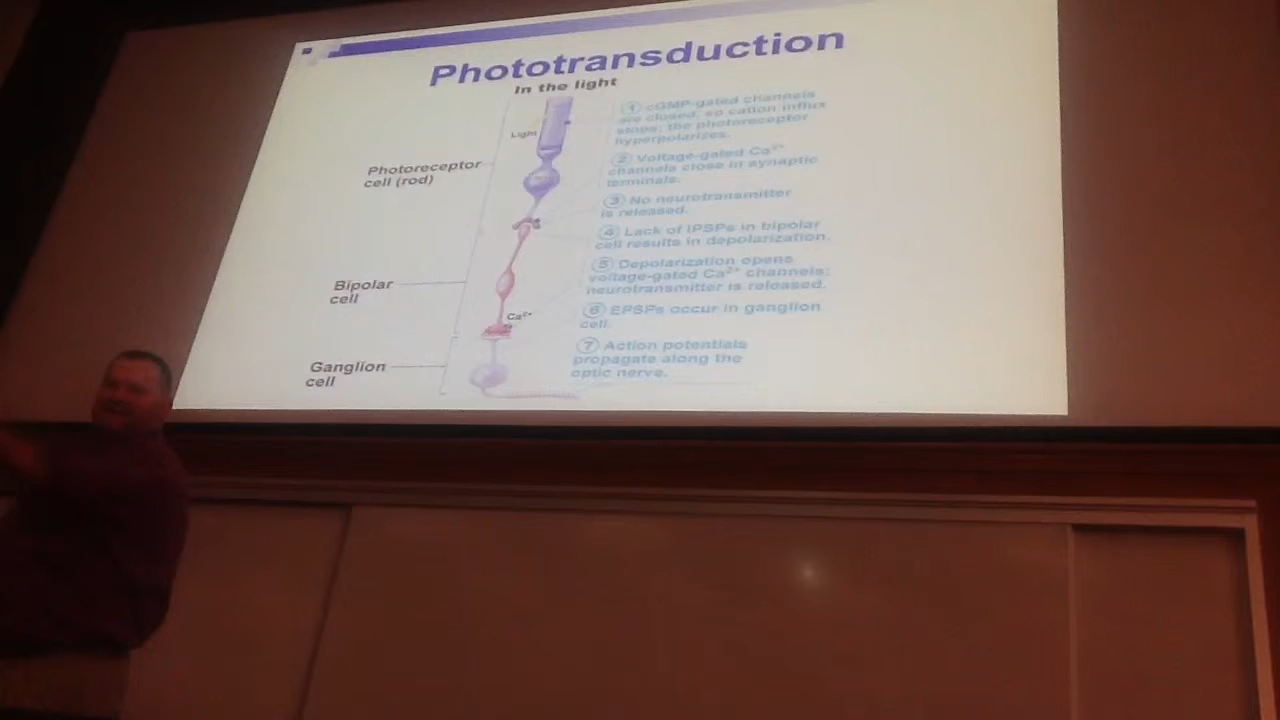 Phototransduction
In the light
Light
Photoreceptor
cell (rod)
Bipolar
cell
Ca²⁺
Ganglion
cell
① cGMP-gated channels
are closed, so cation influx
stops; the photoreceptor
hyperpolarizes.
② Voltage-gated Ca²⁺
channels close in synaptic
terminals.
③ No neurotransmitter
is released.
④ Lack of IPSPs in bipolar
cell results in depolarization.
⑤ Depolarization opens
voltage-gated Ca²⁺ channels;
neurotransmitter is released.
⑥ EPSPs occur in ganglion
cell.
⑦ Action potentials
propagate along the
optic nerve.